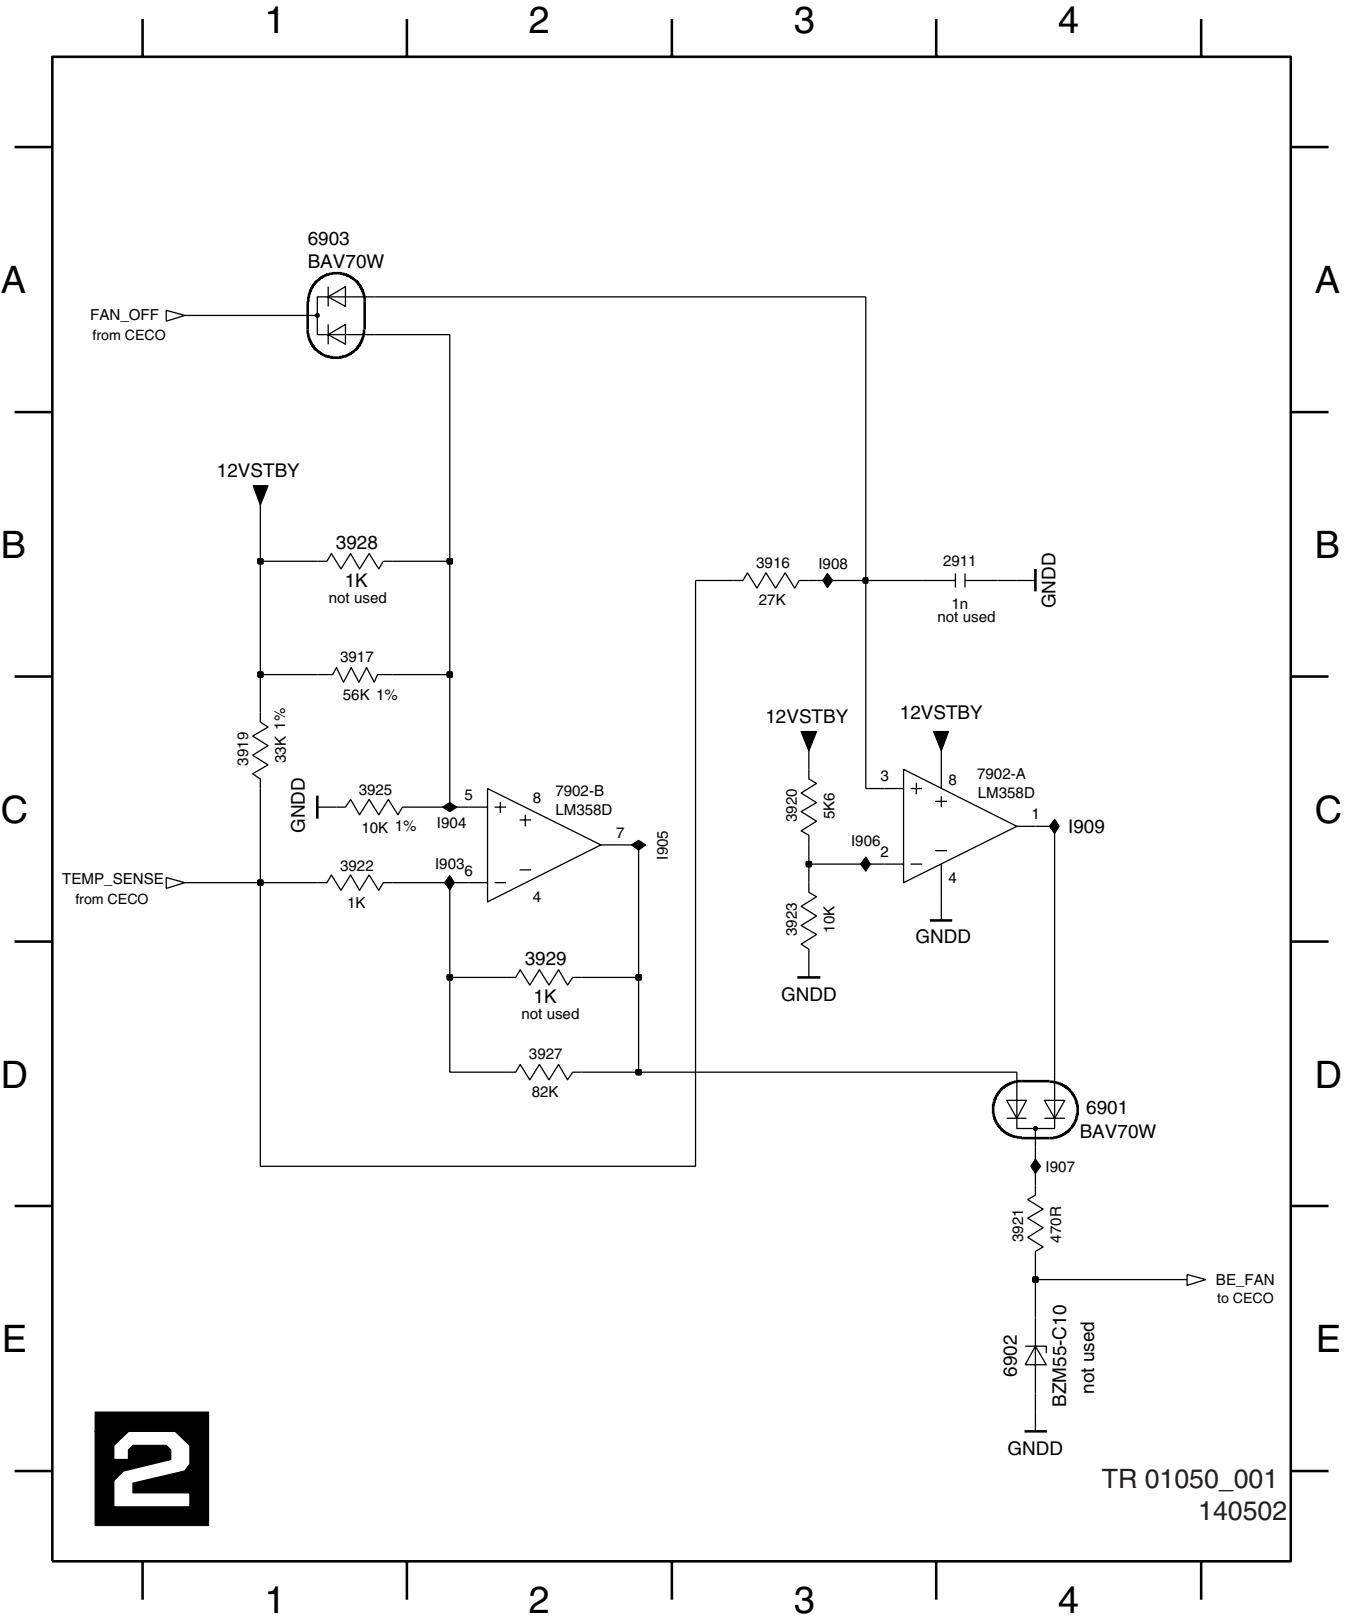 1 2 3 4
A A
6903
BAV70W
FAN_OFF
from CECO
12VSTBY
B B
3928
1K
not used
3916
27K
I908
2911
1n
not used
GNDD
3917
56K 1%
3919
33K 1%
12VSTBY
12VSTBY
C C
GNDD
3925
10K 1%
I904
5
8
7902-B
LM358D
7
I905
3920
5K6
3
8
7902-A
LM358D
1
I909
I906
2
4
TEMP_SENSE
from CECO
3922
1K
I903
6
4
3923
10K
GNDD
GNDD
3929
1K
not used
D D
3927
82K
6901
BAV70W
I907
3921
470R
BE_FAN
to CECO
E E
6902
BZM55-C10
not used
GNDD
2
TR 01050_001
140502
1 2 3 4